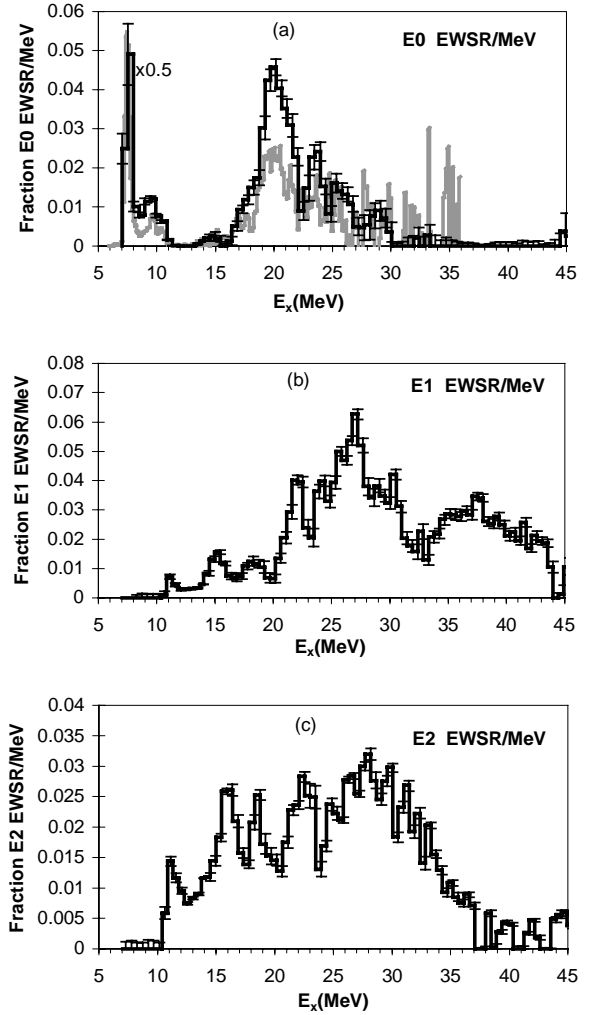 (a)
E0 EWSR/MeV
x0.5
Fraction E0 EWSR/MeV
0.06
0.05
0.04
0.03
0.02
0.01
0
5 10 15 20 25 30 35 40 45
Ex(MeV)
(b)
E1 EWSR/MeV
Fraction E1 EWSR/MeV
0.08
0.07
0.06
0.05
0.04
0.03
0.02
0.01
0
5 10 15 20 25 30 35 40 45
Ex(MeV)
(c)
E2 EWSR/MeV
Fraction E2 EWSR/MeV
0.04
0.035
0.03
0.025
0.02
0.015
0.01
0.005
0
5 10 15 20 25 30 35 40 45
Ex(MeV)